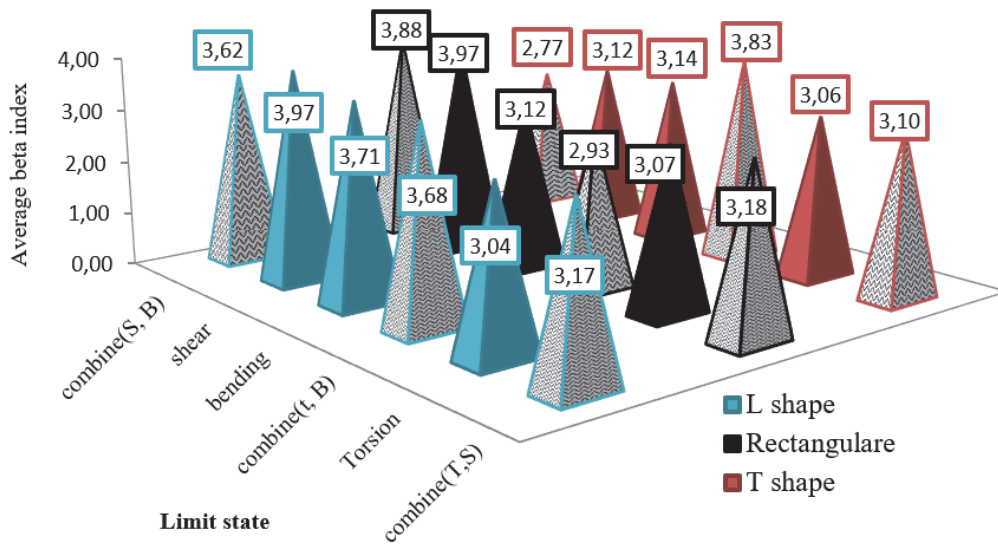 Average beta index
4,00
3,00
2,00
1,00
0,00
3,62
3,97
3,71
3,68
3,04
3,17
3,88
3,97
3,12
2,93
3,07
3,18
2,77
3,12
3,14
3,83
3,06
3,10
combine(S, B)
shear
bending
combine(t, B)
Torsion
combine(T,S)
Limit state
L shape
Rectangulare
T shape